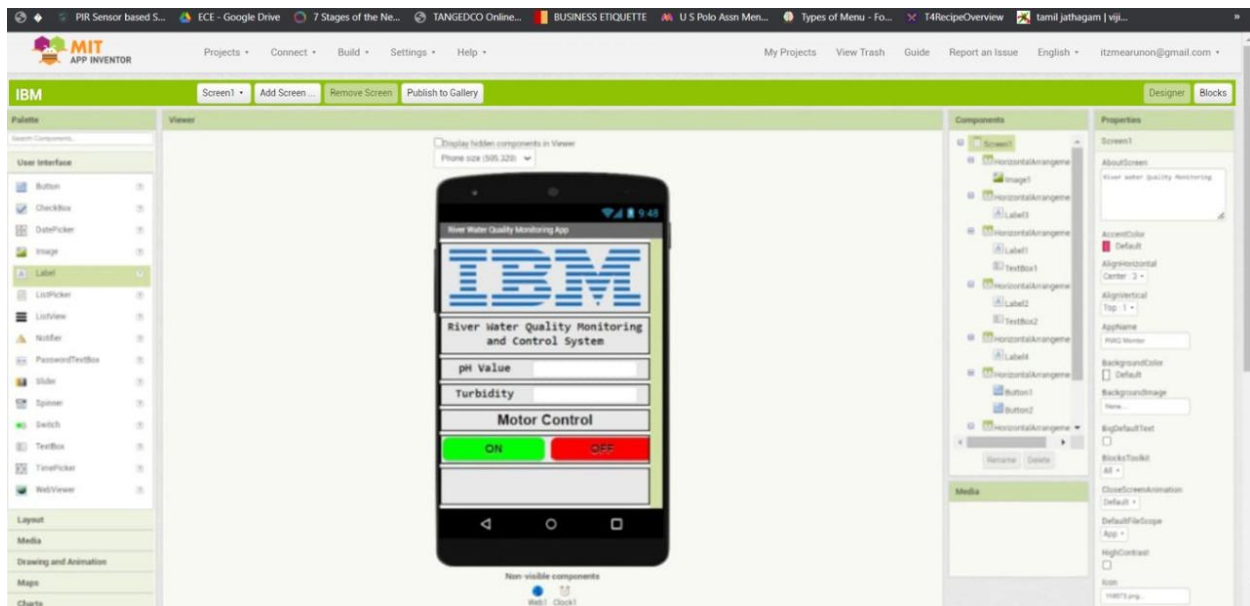 PIR Sensor based S... ECE - Google Drive 7 Stages of the Ne... TANGEDCO Online... BUSINESS ETIQUETTE U S Polo Assn Men... Types of Menu - Fo... T4RecipeOverview tamil jathagam | viji... »
MIT
APP INVENTOR
Projects Connect Build Settings Help
My Projects View Trash Guide Report an Issue English itzmearunon@gmail.com
IBM Screen1 Add Screen ... Remove Screen Publish to Gallery Designer Blocks
Palette
Search Components...
User Interface
Button
CheckBox
DatePicker
Image
Label
ListPicker
ListView
Notifier
PasswordTextBox
Slider
Spinner
Switch
TextBox
TimePicker
WebViewer
Layout
Media
Drawing and Animation
Maps
Charts
Viewer
Display hidden components in Viewer
Phone size (505,320)
9:48
River Water Quality Monitoring App
IBM
River Water Quality Monitoring
and Control System
pH Value
Turbidity
Motor Control
ON OFF
Non-visible components
Web1 Clock1
Components
Screen1
HorizontalArrangeme
Image1
HorizontalArrangeme
Label3
HorizontalArrangeme
Label1
TextBox1
HorizontalArrangeme
Label2
TextBox2
HorizontalArrangeme
Label4
HorizontalArrangeme
Button1
Button2
HorizontalArrangeme
Rename Delete
Media
Properties
Screen1
AboutScreen
River water Quality Monitoring
AccentColor
Default
AlignHorizontal
Center : 3
AlignVertical
Top : 1
AppName
Monitor
BackgroundColor
Default
BackgroundImage
None...
BigDefaultText
BlocksToolkit
All
CloseScreenAnimation
Default
DefaultFileScope
App
HighContrast
Icon